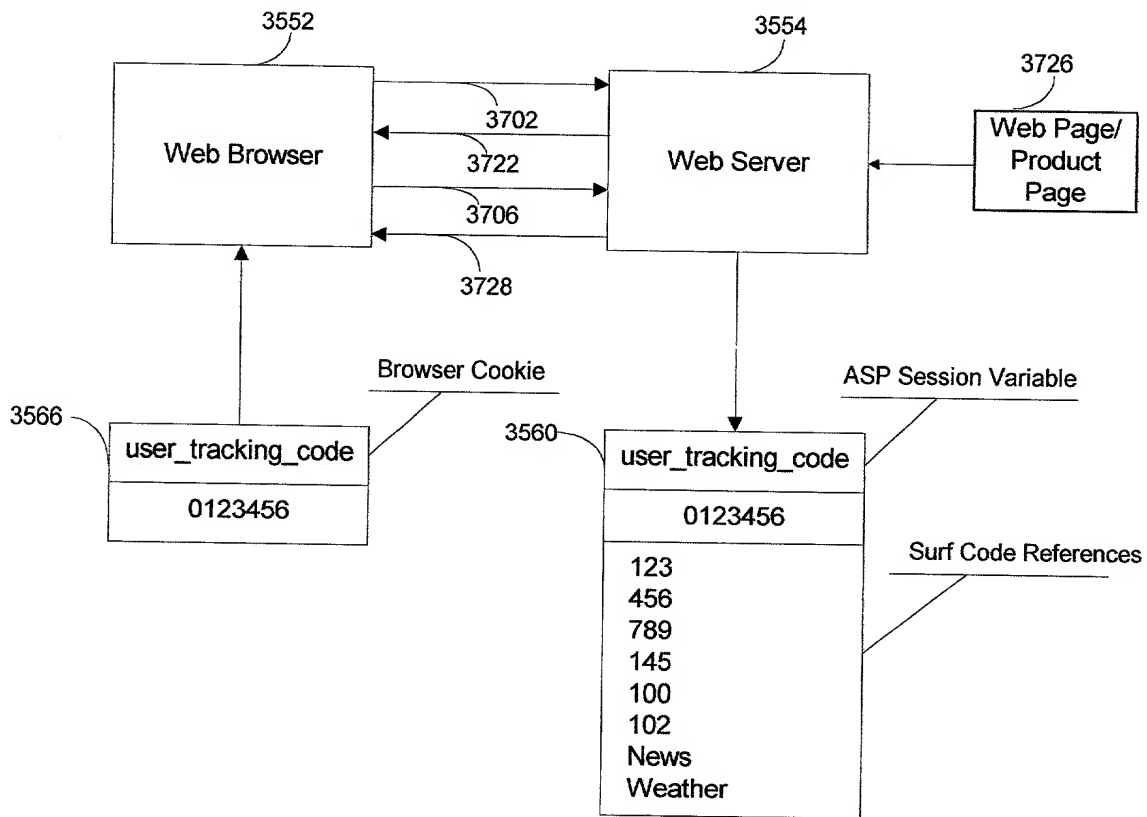 3552
3554
3726
Web Browser
3702
3722
3706
3728
Web Server
Web Page/
Product
Page
Browser Cookie
ASP Session Variable
3566
user_tracking_code
0123456
3560
user_tracking_code
0123456
Surf Code References
123
456
789
145
100
102
News
Weather